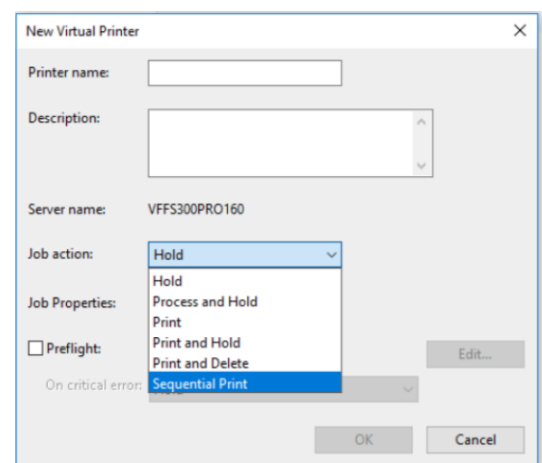 New Virtual Printer
Printer name:
Description:
Server name: VFFS300PRO160
Job action: Hold
Hold
Process and Hold
Job Properties:
Print
Print and Hold
Preflight:
Edit...
Print and Delete
On critical error: Sequential Print
OK Cancel